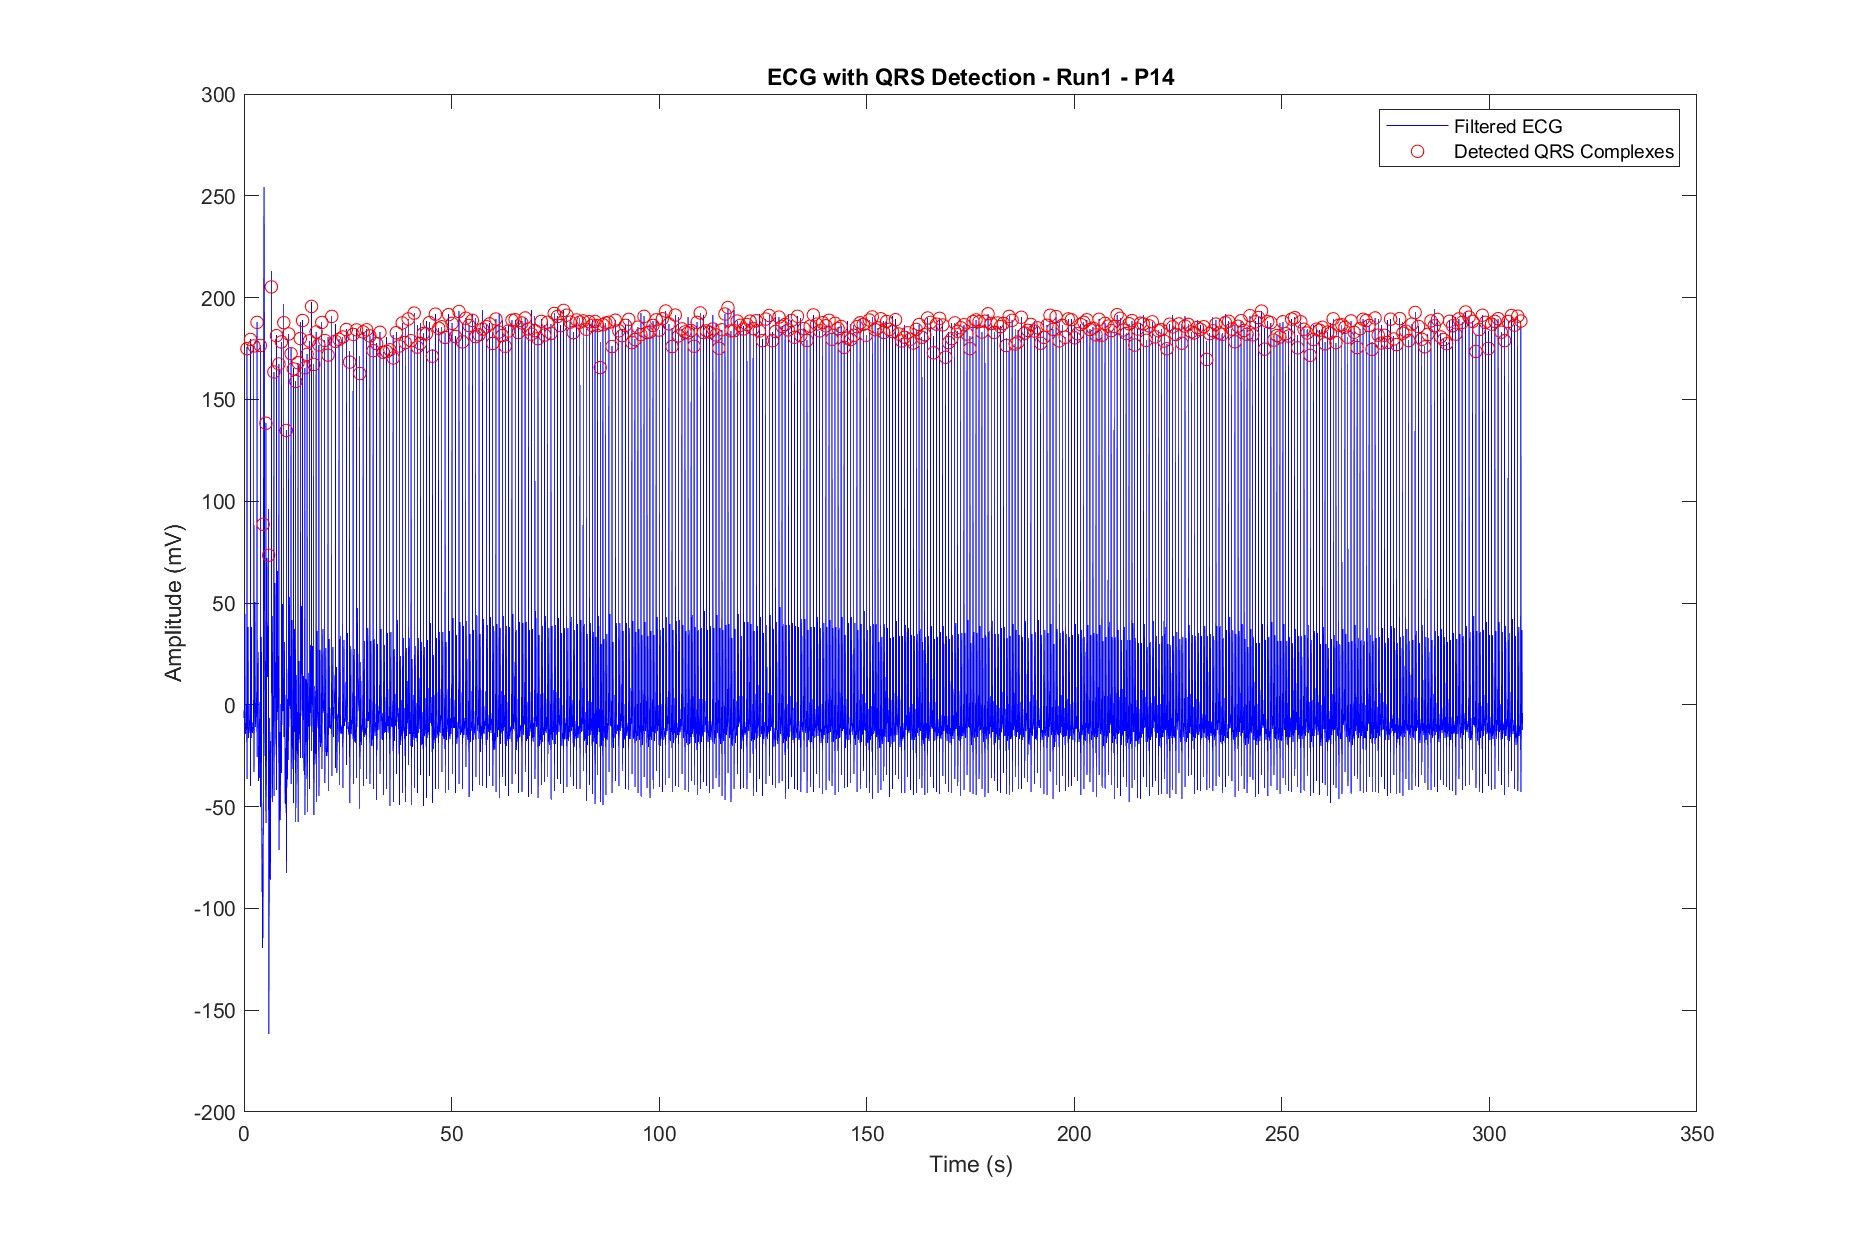 ECG with QRS Detection - Run1 - P14
300
250
200
150
100
50
0
-50
-100
-150
-200
Amplitude (mV)
Filtered ECG
Detected QRS Complexes
0 50 100 150 200 250 300 350
Time (s)